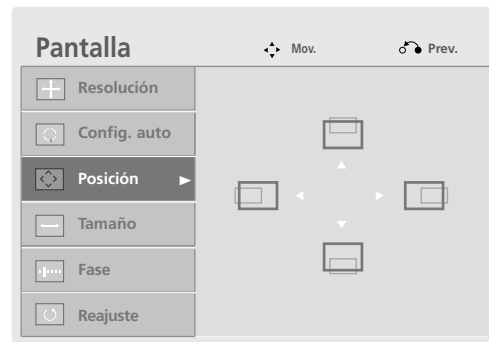 Pantalla Mov. Prev.
Resolución
Config. auto
Posición
Tamaño
Fase
Reajuste